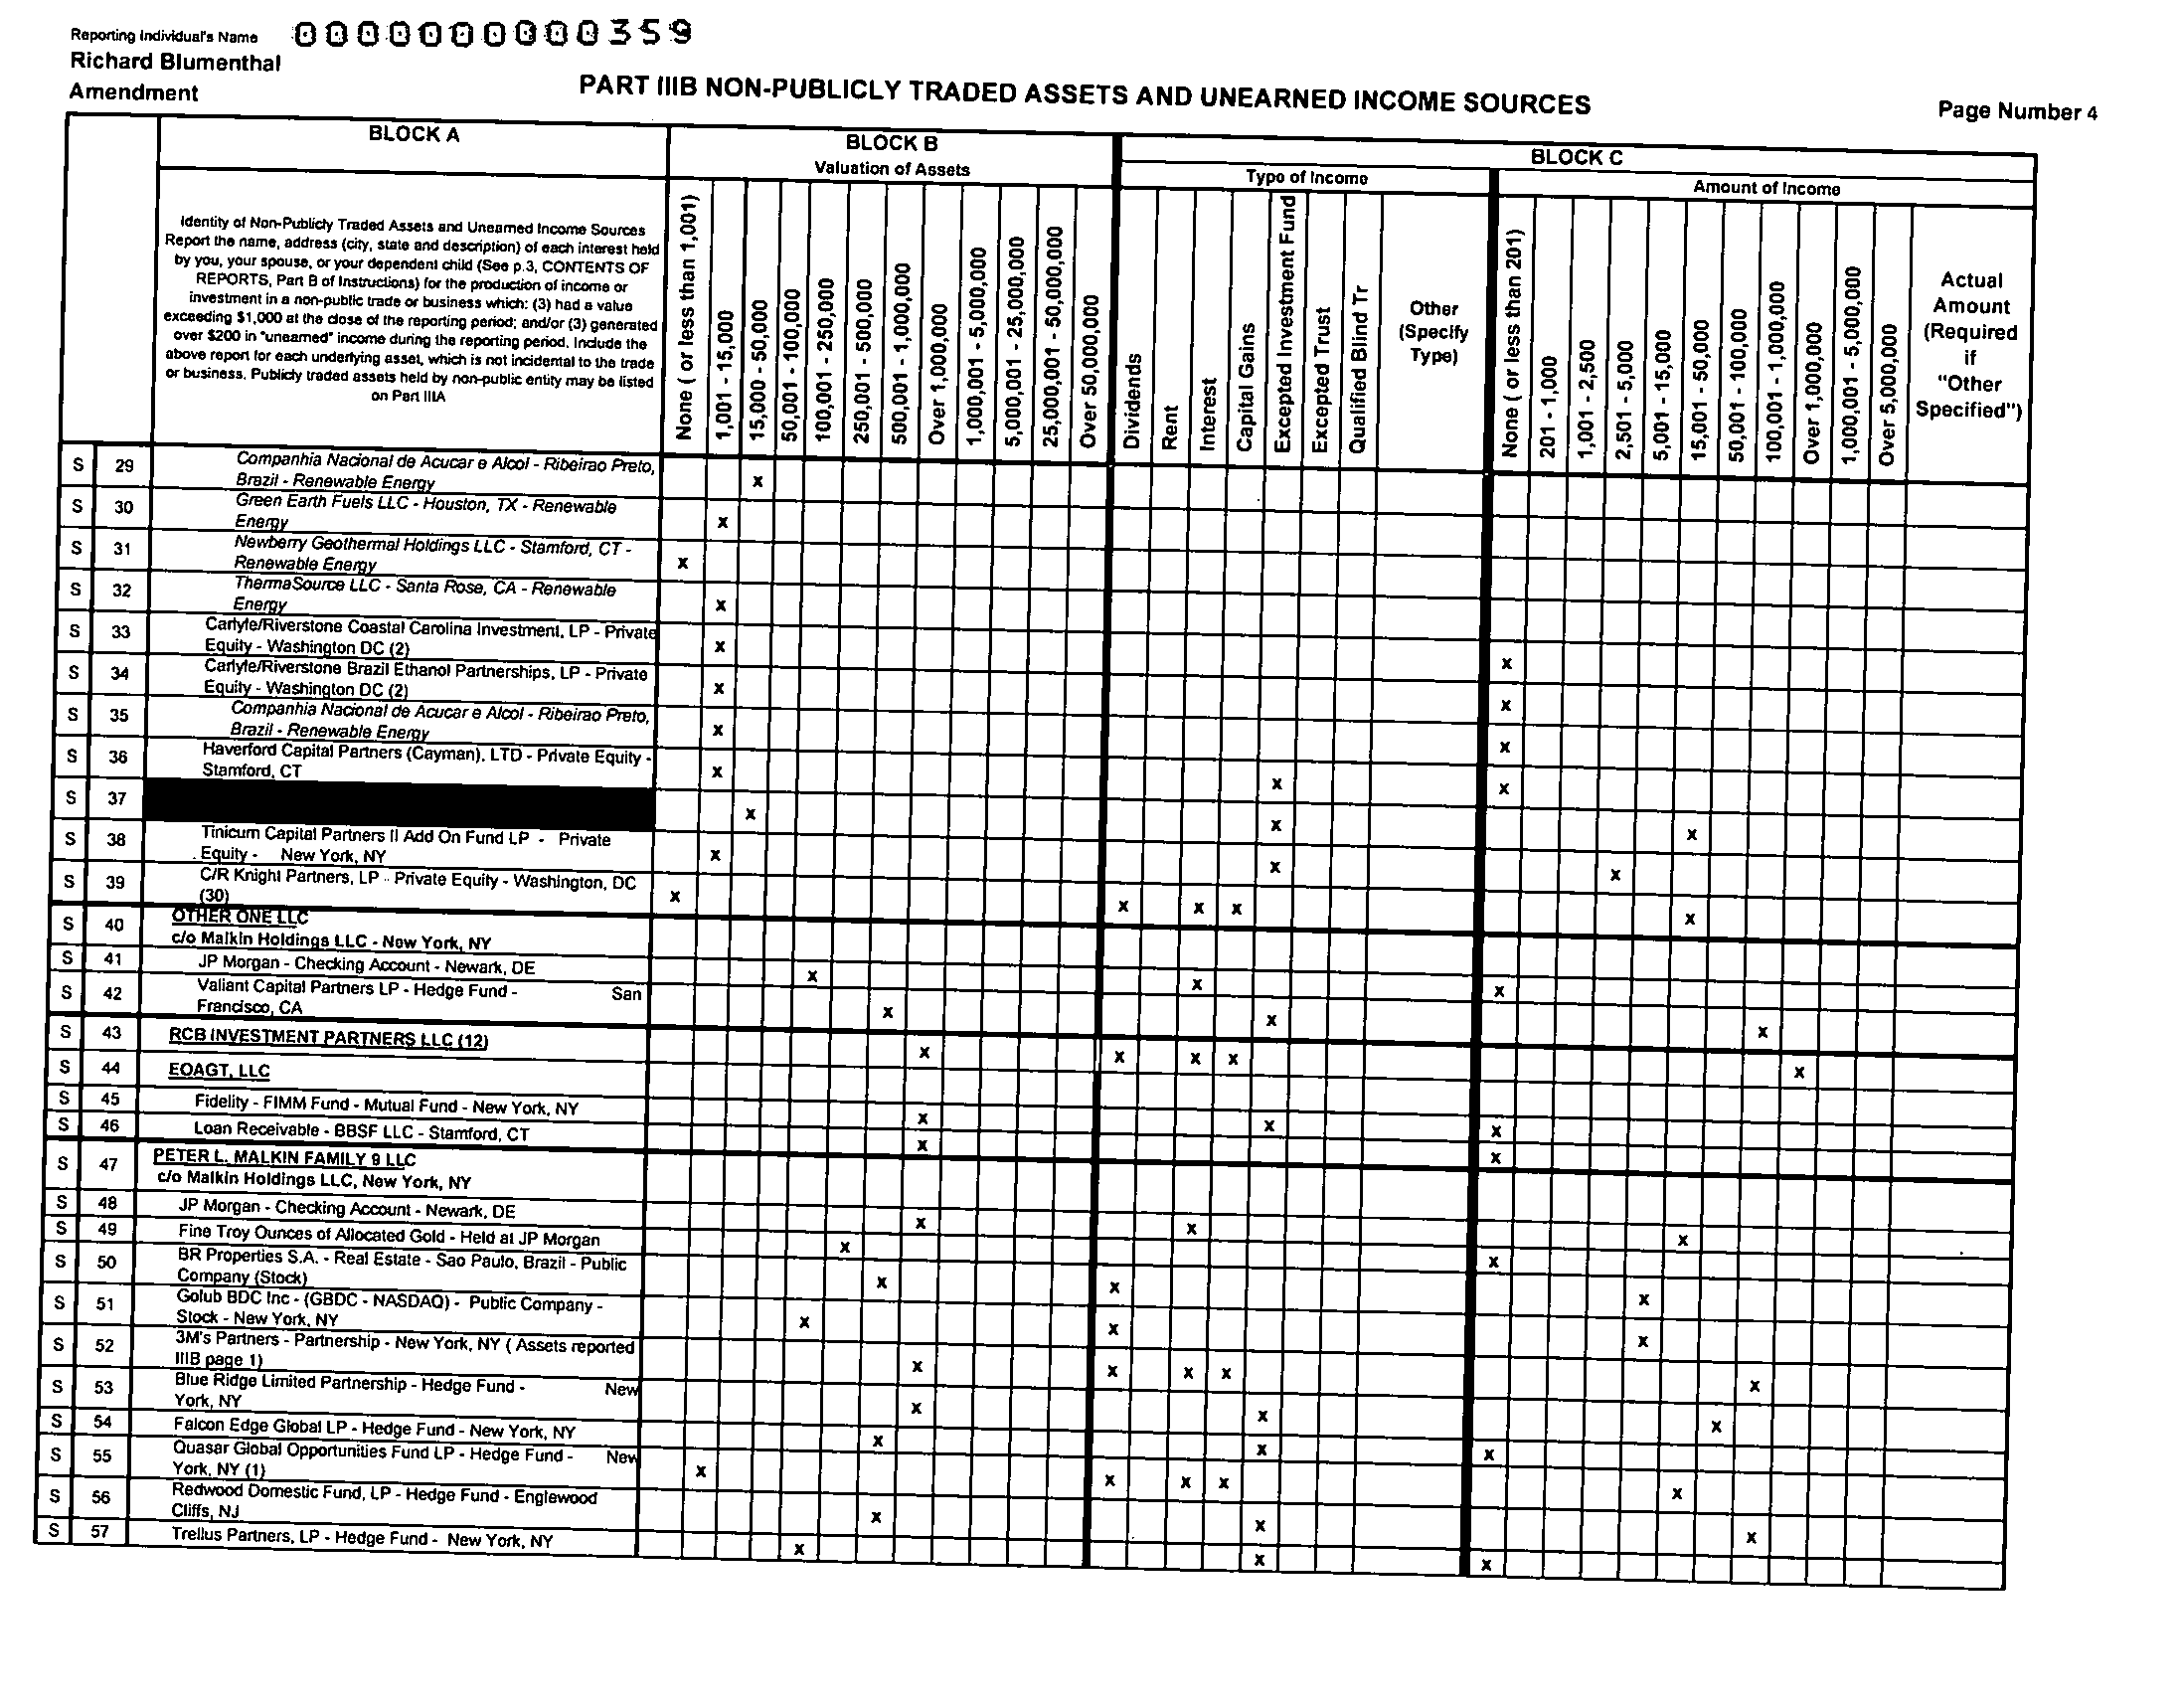 Reporting Individual's Name 0000000000359
Richard Blumenthal
Amendment
PART IIIB NON-PUBLICLY TRADED ASSETS AND UNEARNED INCOME SOURCES
Page Number 4
BLOCK A
BLOCK B
Valuation of Assets
BLOCK C
Type of Income
Amount of Income
Identity of Non-Publicly Traded Assets and Unearned Income Sources
Report the name, address (city, state and description) of each interest held
by you, your spouse, or your dependent child (See p.3, CONTENTS OF
REPORTS, Part B of Instructions) for the production of income or
investment in a non-public trade or business which: (3) had a value
exceeding $1,000 at the close of the reporting period; and/or (3) generated
over $200 in "unearned" income during the reporting period. Include the
above report for each underlying asset, which is not incidental to the trade
or business. Publicly traded assets held by non-public entity may be listed
on Part IIIA
None ( or less than 1,001)
1,001 - 15,000
15,000 - 50,000
50,001 - 100,000
100,001 - 250,000
250,001 - 500,000
500,001 - 1,000,000
Over 1,000,000
1,000,001 - 5,000,000
5,000,001 - 25,000,000
25,000,001 - 50,000,000
Over 50,000,000
Dividends
Rent
Interest
Capital Gains
Excepted Investment Fund
Excepted Trust
Qualified Blind Tr
Other
(Specify
Type)
None ( or less than 201)
201 - 1,000
1,001 - 2,500
2,501 - 5,000
5,001 - 15,000
15,001 - 50,000
50,001 - 100,000
100,001 - 1,000,000
Over 1,000,000
1,000,001 - 5,000,000
Over 5,000,000
Actual
Amount
(Required
if
"Other
Specified")
S 29 Companhia Nacional de Acucar e Alcol - Ribeirao Preto,
Brazil - Renewable Energy x
S 30 Green Earth Fuels LLC - Houston, TX - Renewable
Energy x
S 31 Newberry Geothermal Holdings LLC - Stamford, CT -
Renewable Energy x
S 32 ThermaSource LLC - Santa Rosa, CA - Renewable
Energy x
S 33 Carlyle/Riverstone Coastal Carolina Investment, LP - Private
Equity - Washington DC (2) x x
S 34 Carlyle/Riverstone Brazil Ethanol Partnerships, LP - Private
Equity - Washington DC (2) x x
S 35 Companhia Nacional de Acucar e Alcol - Ribeirao Preto,
Brazil - Renewable Energy x x
S 36 Haverford Capital Partners (Cayman), LTD - Private Equity -
Stamford, CT x x x
S 37 x x x
S 38 Tinicum Capital Partners II Add On Fund LP - Private
Equity - New York, NY x x x
S 39 C/R Knight Partners, LP - Private Equity - Washington, DC
(30) x x x x x
S 40 OTHER ONE LLC
c/o Malkin Holdings LLC - New York, NY
S 41 JP Morgan - Checking Account - Newark, DE x x x
S 42 Valiant Capital Partners LP - Hedge Fund - San
Francisco, CA x x x
S 43 RCB INVESTMENT PARTNERS LLC (12) x x x x x
S 44 EOAGT, LLC
S 45 Fidelity - FIMM Fund - Mutual Fund - New York, NY x x x
S 46 Loan Receivable - BBSF LLC - Stamford, CT x x
S 47 PETER L. MALKIN FAMILY 9 LLC
c/o Malkin Holdings LLC, New York, NY
S 48 JP Morgan - Checking Account - Newark, DE x x x
S 49 Fine Troy Ounces of Allocated Gold - Held at JP Morgan x x
S 50 BR Properties S.A. - Real Estate - Sao Paulo, Brazil - Public
Company (Stock) x x x
S 51 Golub BDC Inc - (GBDC - NASDAQ) - Public Company -
Stock - New York, NY x x x
S 52 3M's Partners - Partnership - New York, NY ( Assets reported
IIIB page 1) x x x x x
S 53 Blue Ridge Limited Partnership - Hedge Fund - New
York, NY x x x
S 54 Falcon Edge Global LP - Hedge Fund - New York, NY x x x
S 55 Quasar Global Opportunities Fund LP - Hedge Fund - New
York, NY (1) x x x x x
S 56 Redwood Domestic Fund, LP - Hedge Fund - Englewood
Cliffs, NJ x x x
S 57 Trellus Partners, LP - Hedge Fund - New York, NY x x x